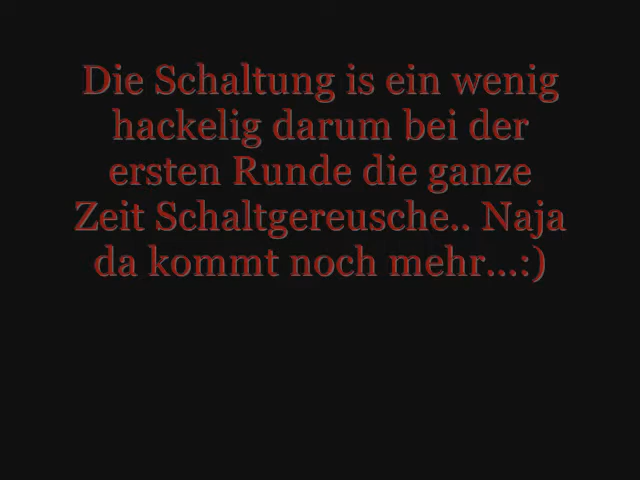 Die Schaltung is ein wenig
hackelig darum bei der
ersten Runde die ganze
Zeit Schaltgereusche.. Naja
da kommt noch mehr...:)